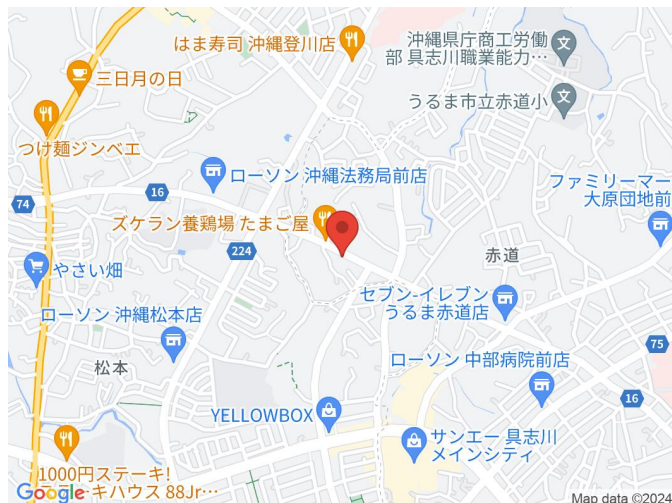 はま寿司 沖縄登川店
沖縄県庁商工労働
部 具志川職業能力…
三日月の日
うるま市立赤道小
つけ麺ジンベエ
ローソン 沖縄法務局前店
ファミリーマー
大原団地前
16
74
ズケラン養鶏場 たまご屋
224
赤道
やさい畑
セブン-イレブン
うるま赤道店
ローソン 沖縄松本店
75
松本
ローソン 中部病院前店
16
YELLOWBOX
サンエー 具志川
メインシティ
1000円ステーキ!
キハウス 88Jr…
Google
Map data ©2024